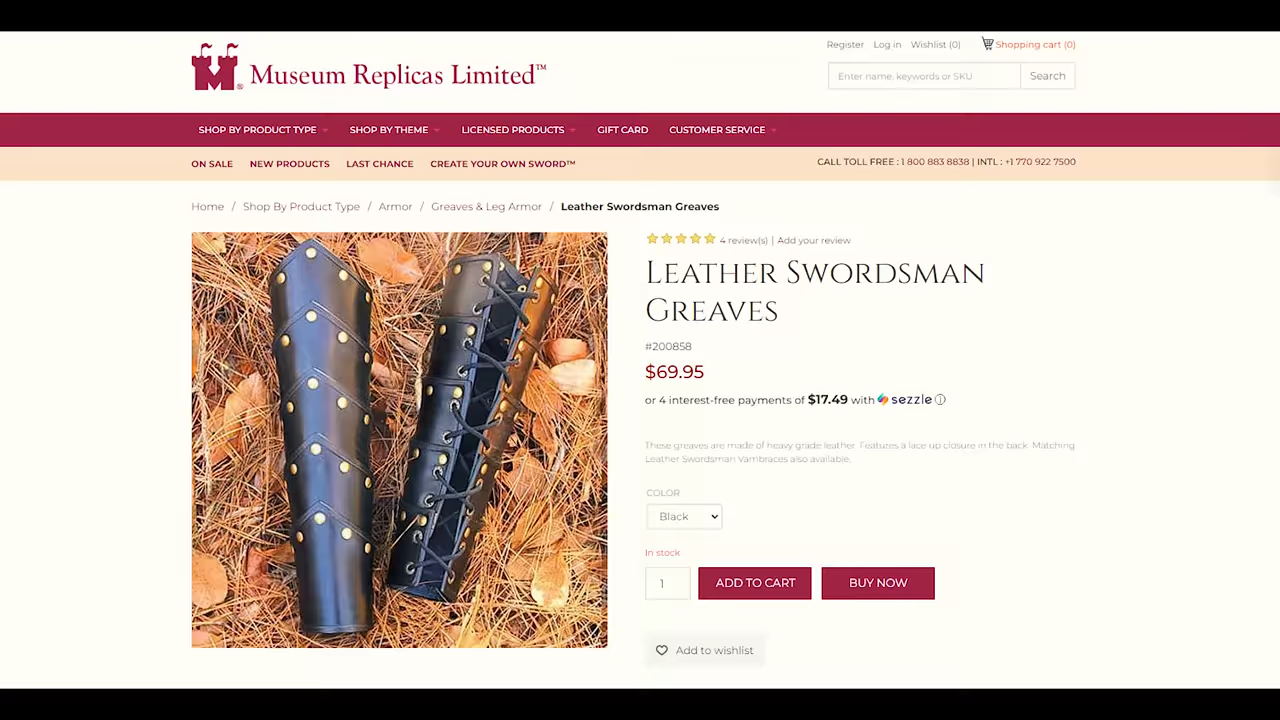 Register Log in Wishlist (0) Shopping cart (0)
Museum Replicas Limited™
Enter name, keywords or SKU Search
SHOP BY PRODUCT TYPE SHOP BY THEME LICENSED PRODUCTS GIFT CARD CUSTOMER SERVICE
ON SALE NEW PRODUCTS LAST CHANCE CREATE YOUR OWN SWORD™ CALL TOLL FREE : 1 800 883 8838 | INTL : +1 770 922 7500
Home / Shop By Product Type / Armor / Greaves & Leg Armor / Leather Swordsman Greaves
4 review(s) | Add your review
LEATHER SWORDSMAN
GREAVES
#200858
$69.95
or 4 interest-free payments of $17.49 with sezzle
These greaves are made of heavy grade leather. Features a lace up closure in the back. Matching
Leather Swordsman Vambraces also available.
COLOR
Black
In stock
1 ADD TO CART BUY NOW
Add to wishlist